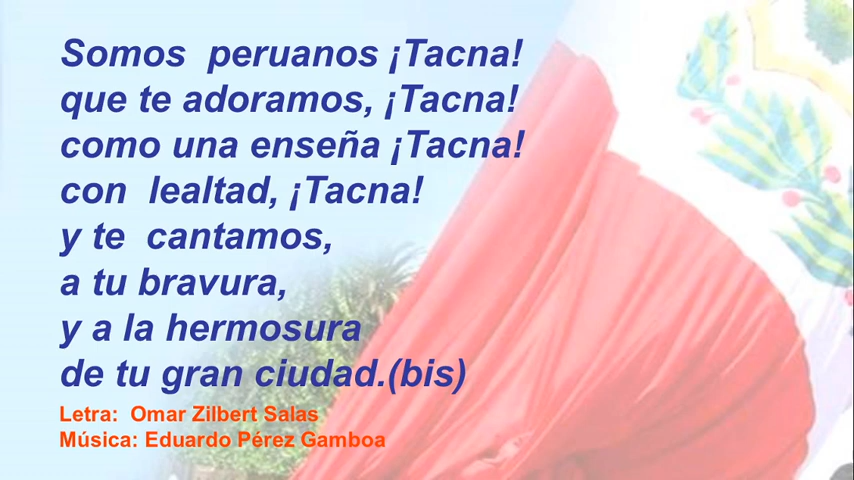 Somos peruanos ¡Tacna!
que te adoramos, ¡Tacna!
como una enseña ¡Tacna!
con lealtad, ¡Tacna!
y te cantamos,
a tu bravura,
y a la hermosura
de tu gran ciudad.(bis)
Letra: Omar Zilbert Salas
Música: Eduardo Pérez Gamboa